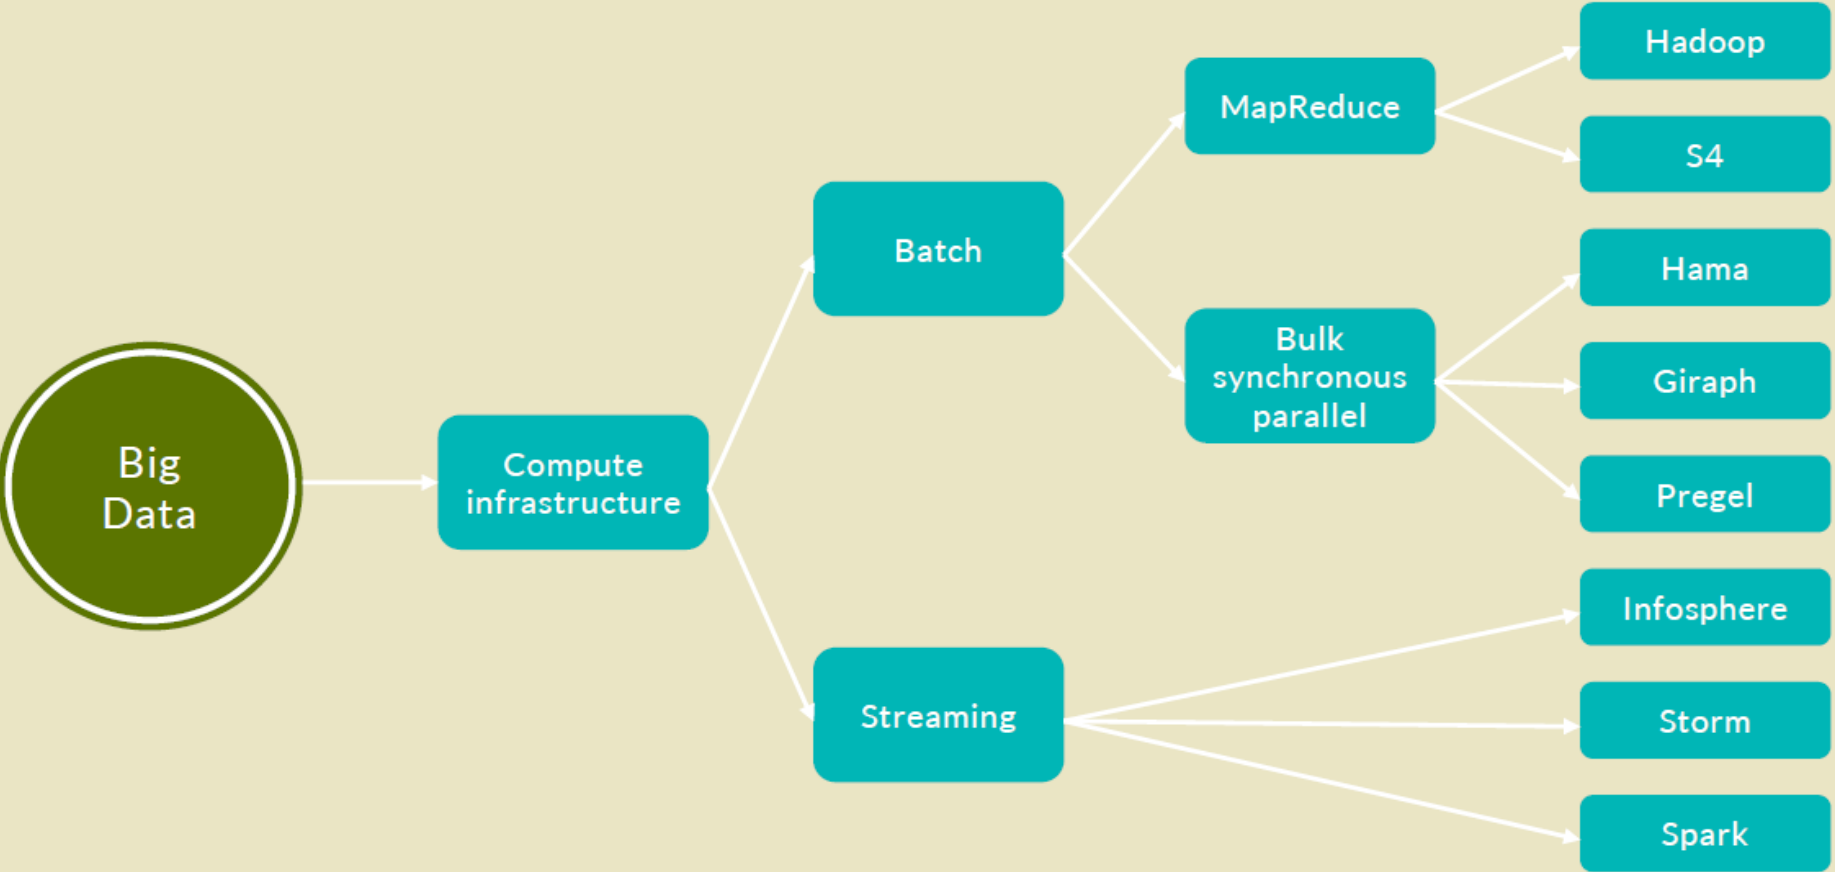 Big
Data
Compute
infrastructure
Batch
Streaming
MapReduce
Bulk
synchronous
parallel
Hadoop
S4
Hama
Giraph
Pregel
Infosphere
Storm
Spark